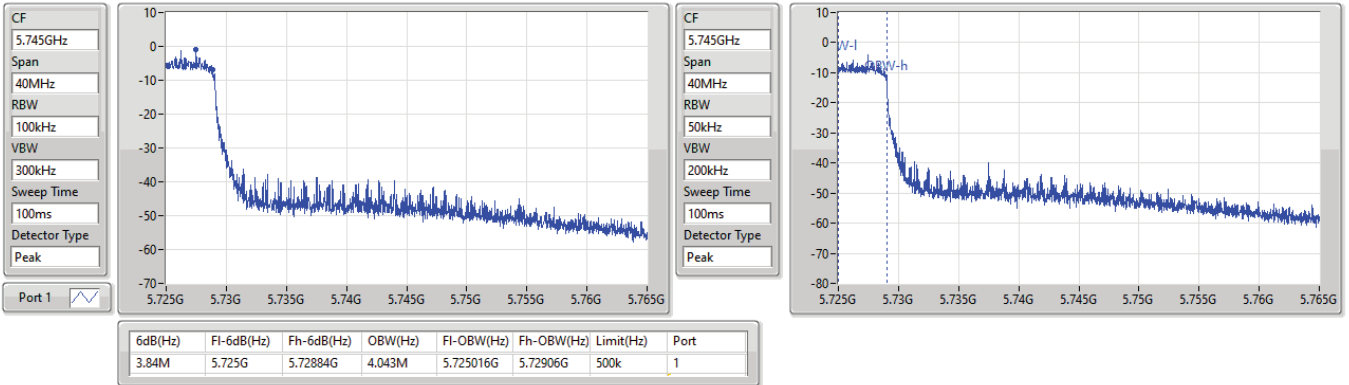 CF
5.745GHz
Span
40MHz
RBW
100kHz
VBW
300kHz
Sweep Time
100ms
Detector Type
Peak
Port 1
10-
0-
-10-
-20-
-30-
-40-
-50-
-60-
-70-
5.725G 5.73G 5.735G 5.74G 5.745G 5.75G 5.755G 5.76G 5.765G
CF
5.745GHz
Span
40MHz
RBW
50kHz
VBW
200kHz
Sweep Time
100ms
Detector Type
Peak
10-
0-
-10-
-20-
-30-
-40-
-50-
-60-
-70-
-80-
W-l
OBW-h
5.725G 5.73G 5.735G 5.74G 5.745G 5.75G 5.755G 5.76G 5.765G
6dB(Hz) Fl-6dB(Hz) Fh-6dB(Hz) OBW(Hz) Fl-OBW(Hz) Fh-OBW(Hz) Limit(Hz) Port
3.84M 5.725G 5.72884G 4.043M 5.725016G 5.72906G 500k 1